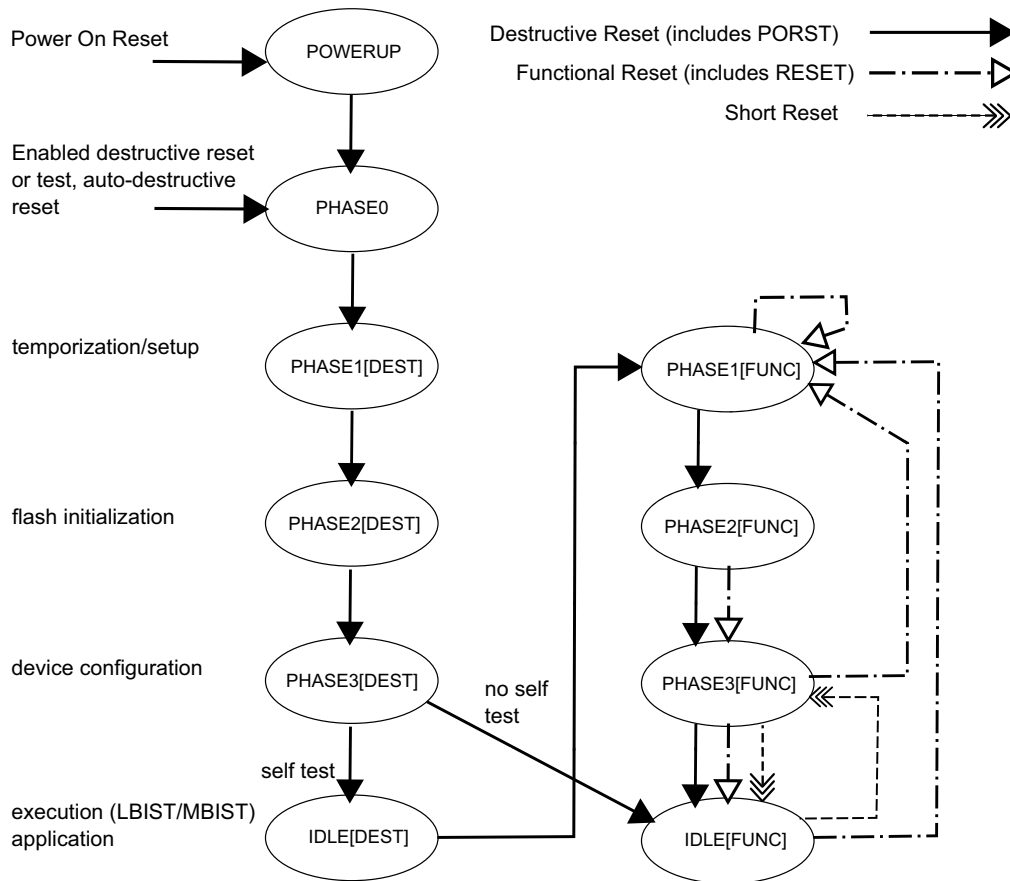 Power On Reset
POWERUP
Destructive Reset (includes PORST)
Functional Reset (includes RESET)
Short Reset
Enabled destructive reset
or test, auto-destructive
reset
PHASE0
temporization/setup
PHASE1[DEST]
PHASE1[FUNC]
flash initialization
PHASE2[DEST]
PHASE2[FUNC]
device configuration
PHASE3[DEST]
PHASE3[FUNC]
no self
test
self test
execution (LBIST/MBIST)
application
IDLE[DEST]
IDLE[FUNC]